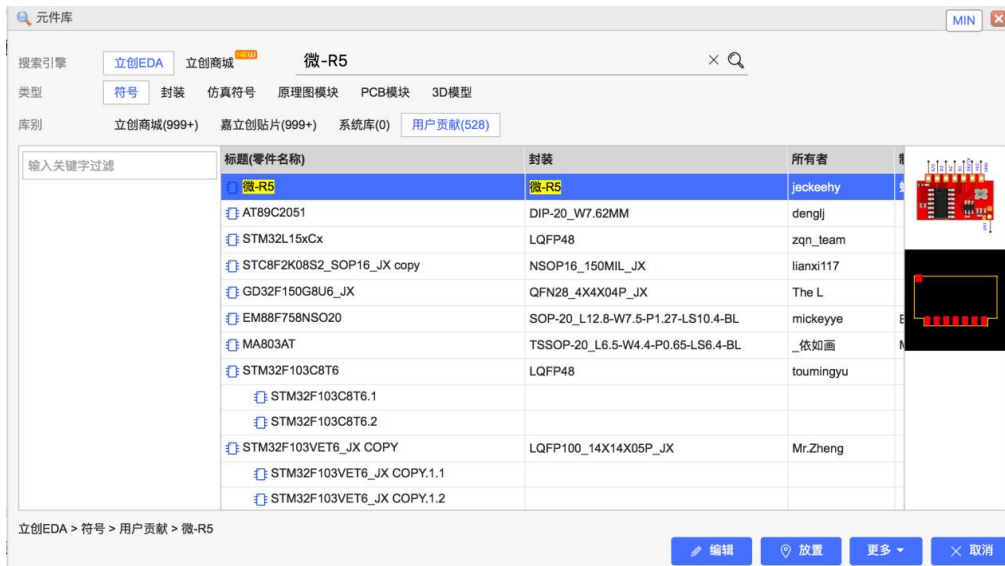 元件库 MIN
搜索引擎 立创EDA 立创商城 NEW 微-R5
类型 符号 封装 仿真符号 原理图模块 PCB模块 3D模型
库别 立创商城(999+) 嘉立创贴片(999+) 系统库(0) 用户贡献(528)
输入关键字过滤
标题(零件名称) 封装 所有者
微-R5 微-R5 jeckeehy
AT89C2051 DIP-20_W7.62MM denglj
STM32L15xCx LQFP48 zqn_team
STC8F2K08S2_SOP16_JX copy NSOP16_150MIL_JX lianxi117
GD32F150G8U6_JX QFN28_4X4X04P_JX The L
EM88F758NSO20 SOP-20_L12.8-W7.5-P1.27-LS10.4-BL mickeyye
MA803AT TSSOP-20_L6.5-W4.4-P0.65-LS6.4-BL _依如画
STM32F103C8T6 LQFP48 toumingyu
STM32F103C8T6.1
STM32F103C8T6.2
STM32F103VET6_JX COPY LQFP100_14X14X05P_JX Mr.Zheng
STM32F103VET6_JX COPY.1.1
STM32F103VET6_JX COPY.1.2
立创EDA > 符号 > 用户贡献 > 微-R5
编辑 放置 更多 取消